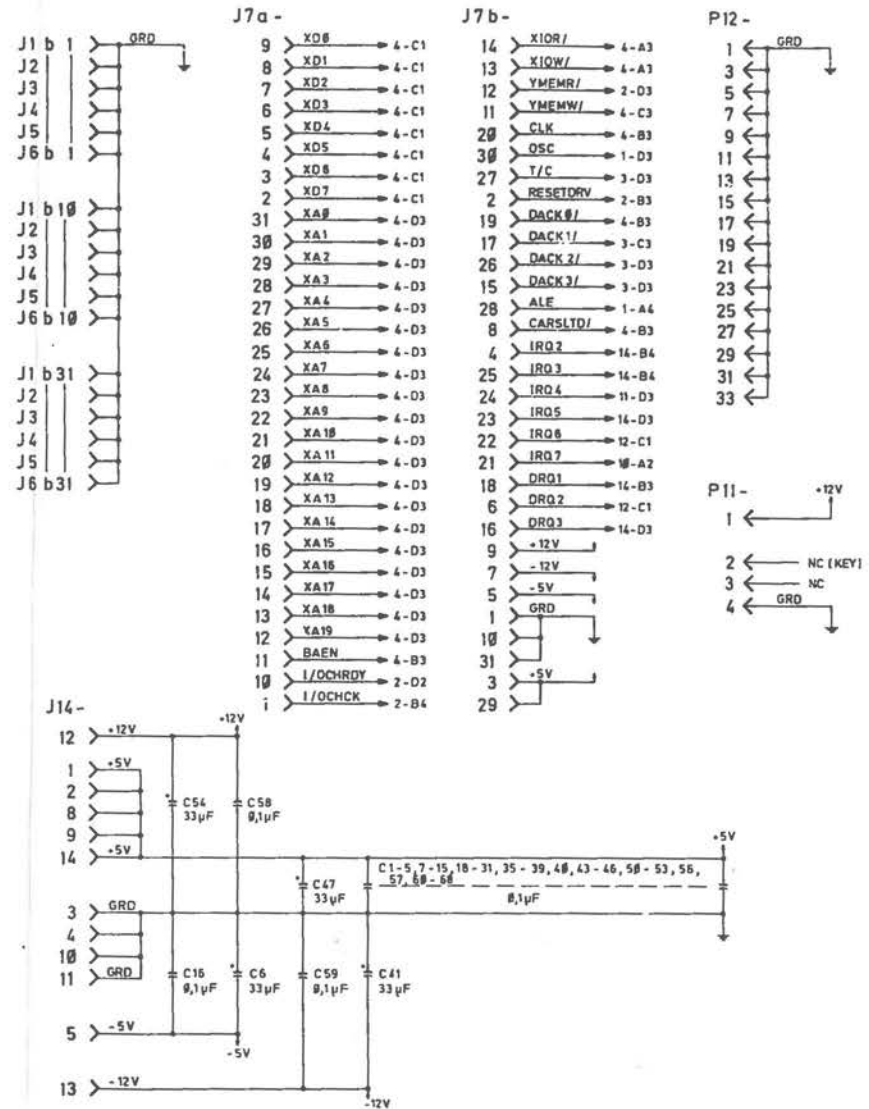 J7a-
J7b-
P12-
J1 b 1 GRD
J2
J3
J4
J5
J6 b 1
J1 b 1Ø
J2
J3
J4
J5
J6 b 1Ø
J1 b 31
J2
J3
J4
J5
J6 b 31
9 XDØ 4-C1
8 XD1 4-C1
7 XD2 4-C1
6 XD3 4-C1
5 XD4 4-C1
4 XD5 4-C1
3 XD6 4-C1
2 XD7 4-C1
31 XAØ 4-D3
3Ø XA1 4-D3
29 XA2 4-D3
28 XA3 4-D3
27 XA4 4-D3
26 XA5 4-D3
25 XA6 4-D3
24 XA7 4-D3
23 XA8 4-D3
22 XA9 4-D3
21 XA1Ø 4-D3
2Ø XA11 4-D3
19 XA12 4-D3
18 XA13 4-D3
17 XA14 4-D3
16 XA15 4-D3
15 XA16 4-D3
14 XA17 4-D3
13 XA18 4-D3
12 XA19 4-D3
11 BAEN 4-B3
1Ø I/OCHRDY 2-D2
1 I/OCHCK 2-B4
14 XIOR/ 4-A3
13 XIOW/ 4-A3
12 YMEMR/ 2-D3
11 YMEMW/ 4-C3
2Ø CLK 4-B3
3Ø OSC 1-D3
27 T/C 3-D3
2 RESETDRV 2-B3
19 DACKØ/ 4-B3
17 DACK1/ 3-C3
26 DACK2/ 3-D3
15 DACK3/ 3-D3
28 ALE 1-A4
8 CARSLTD/ 4-B3
4 IRQ2 14-B4
25 IRQ3 14-B4
24 IRQ4 11-D3
23 IRQ5 14-D3
22 IRQ6 12-C1
21 IRQ7 1Ø-A2
18 DRQ1 14-B3
6 DRQ2 12-C1
16 DRQ3 14-D3
9 +12V
7 -12V
5 -5V
1 GRD
1Ø
31
3 +5V
29
1 GRD
3
5
7
9
11
13
15
17
19
21
23
25
27
29
31
33
P11-
1 +12V
2 NC [KEY]
3 NC
4 GRD
J14-
12 +12V +12V
1 +5V
2
8
9
14 +5V
3 GRD
4
1Ø
11 GRD
5 -5V -5V
13 -12V -12V
C54
33µF
C58
Ø,1µF
C47
33µF
C1-5,7-15,18-31,35-39,4Ø,43-46,5Ø-53,56,
57,6Ø-68
Ø,1µF
+5V
C16
Ø,1µF
C6
33µF
C59
Ø,1µF
C41
33µF